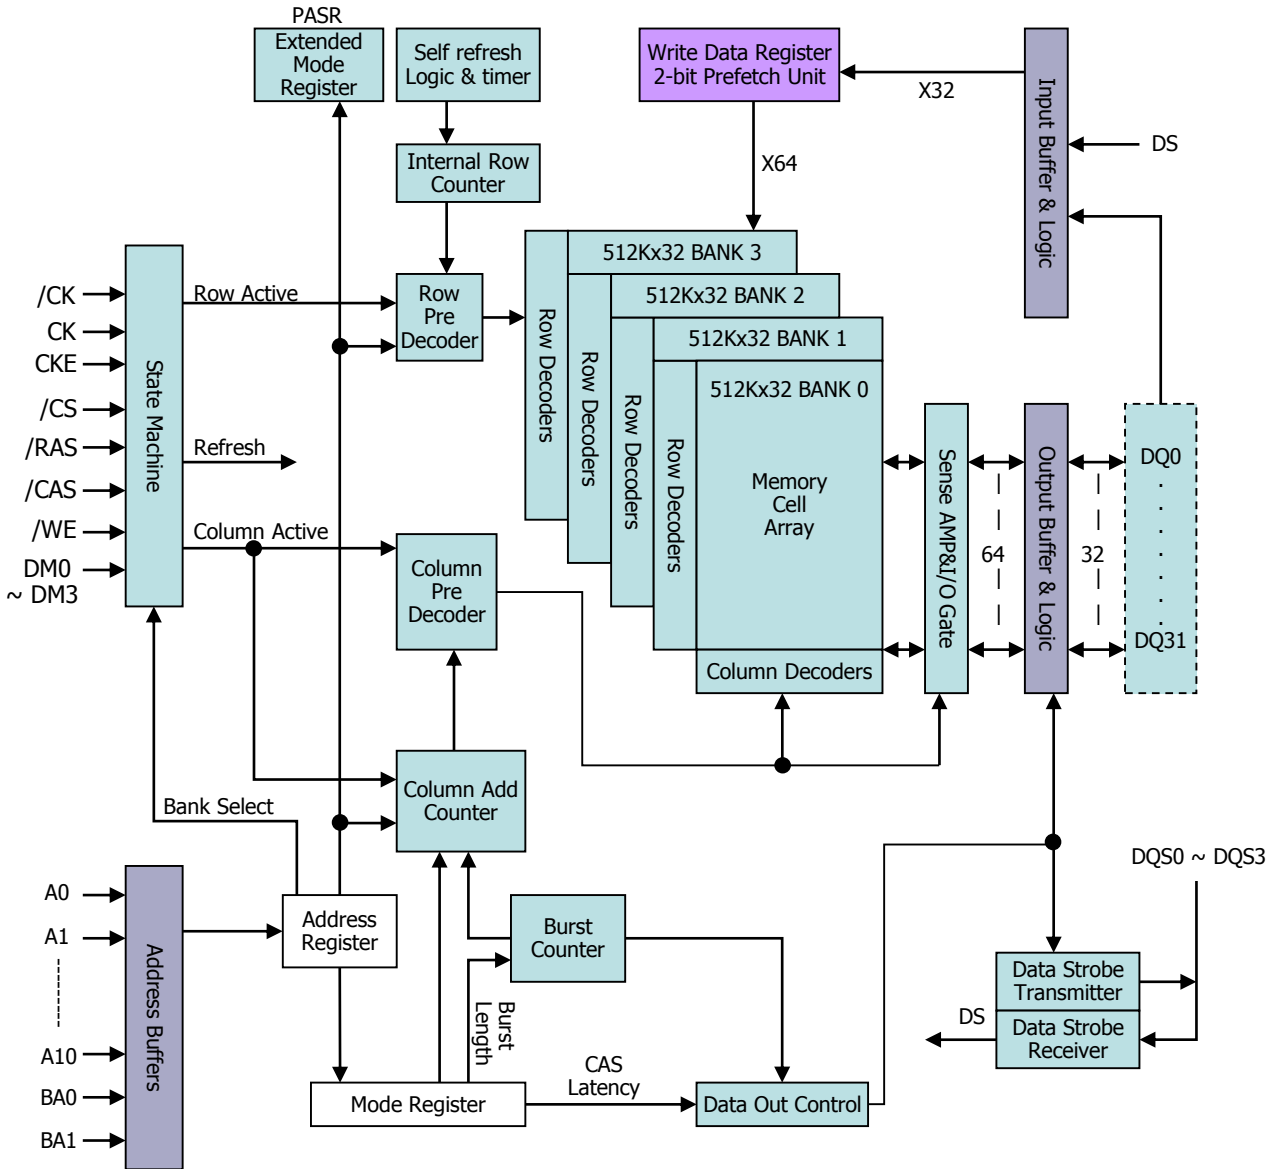 PASR
Extended
Mode
Register
Self refresh
Logic & timer
Write Data Register
2-bit Prefetch Unit
X32
Input Buffer & Logic
DS
Internal Row
Counter
X64
512Kx32 BANK 3
512Kx32 BANK 2
512Kx32 BANK 1
512Kx32 BANK 0
Row Decoders
Row Decoders
Row Decoders
Row Decoders
Memory
Cell
Array
Column Decoders
/CK
CK
CKE
/CS
/RAS
/CAS
/WE
DM0
~ DM3
State Machine
Row Active
Refresh
Column Active
Row
Pre
Decoder
Column
Pre
Decoder
Sense AMP&I/O Gate
64
Output Buffer & Logic
32
DQ0
.
.
.
.
.
.
.
DQ31
Column Add
Counter
Bank Select
A0
A1
A10
BA0
BA1
Address Buffers
Address
Register
Burst
Counter
Burst
Length
Mode Register
CAS
Latency
Data Out Control
DQS0 ~ DQS3
Data Strobe
Transmitter
DS
Data Strobe
Receiver